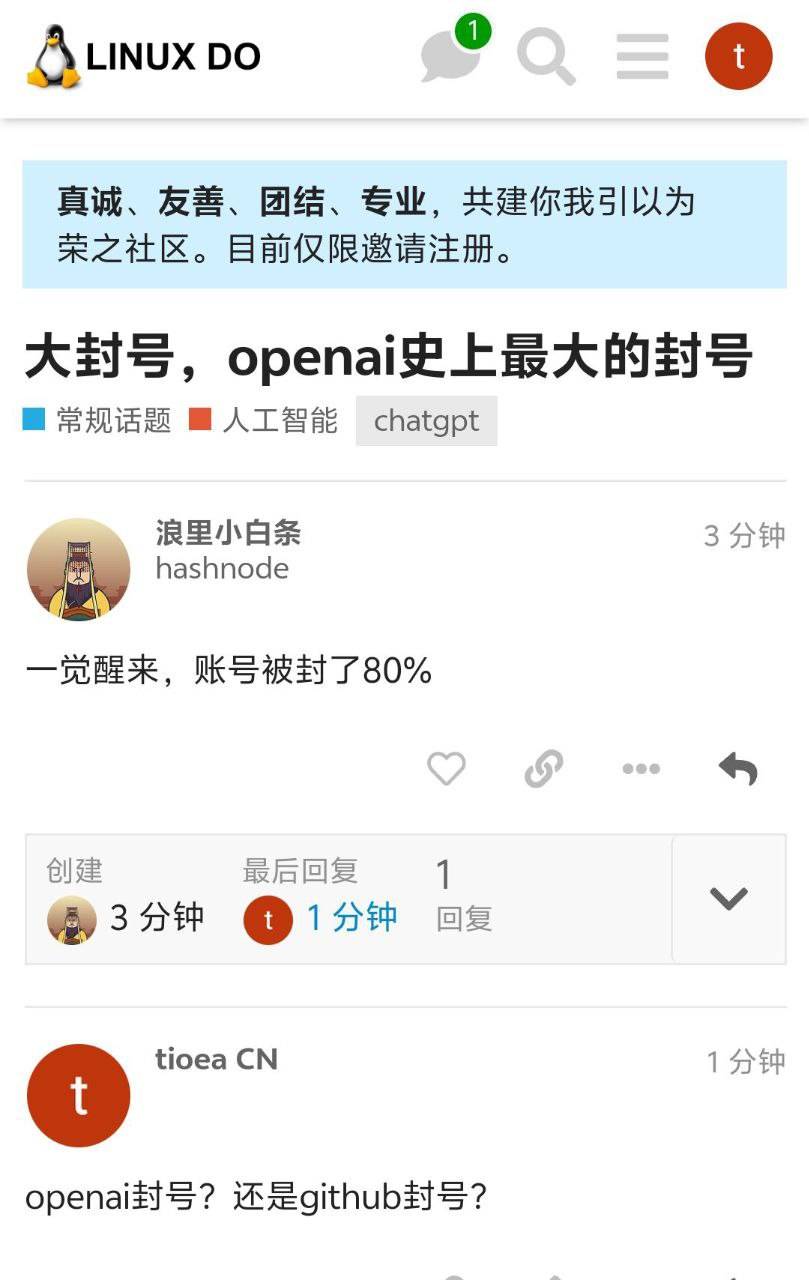 LINUX DO
1
t
真诚、友善、团结、专业，共建你我引以为
荣之社区。目前仅限邀请注册。
大封号，openai史上最大的封号
常规话题 人工智能 chatgpt
浪里小白条
3 分钟
hashnode
一觉醒来，账号被封了80%
创建 最后回复 1
3 分钟 t 1 分钟 回复
tioea CN
1 分钟
t
openai封号？还是github封号？